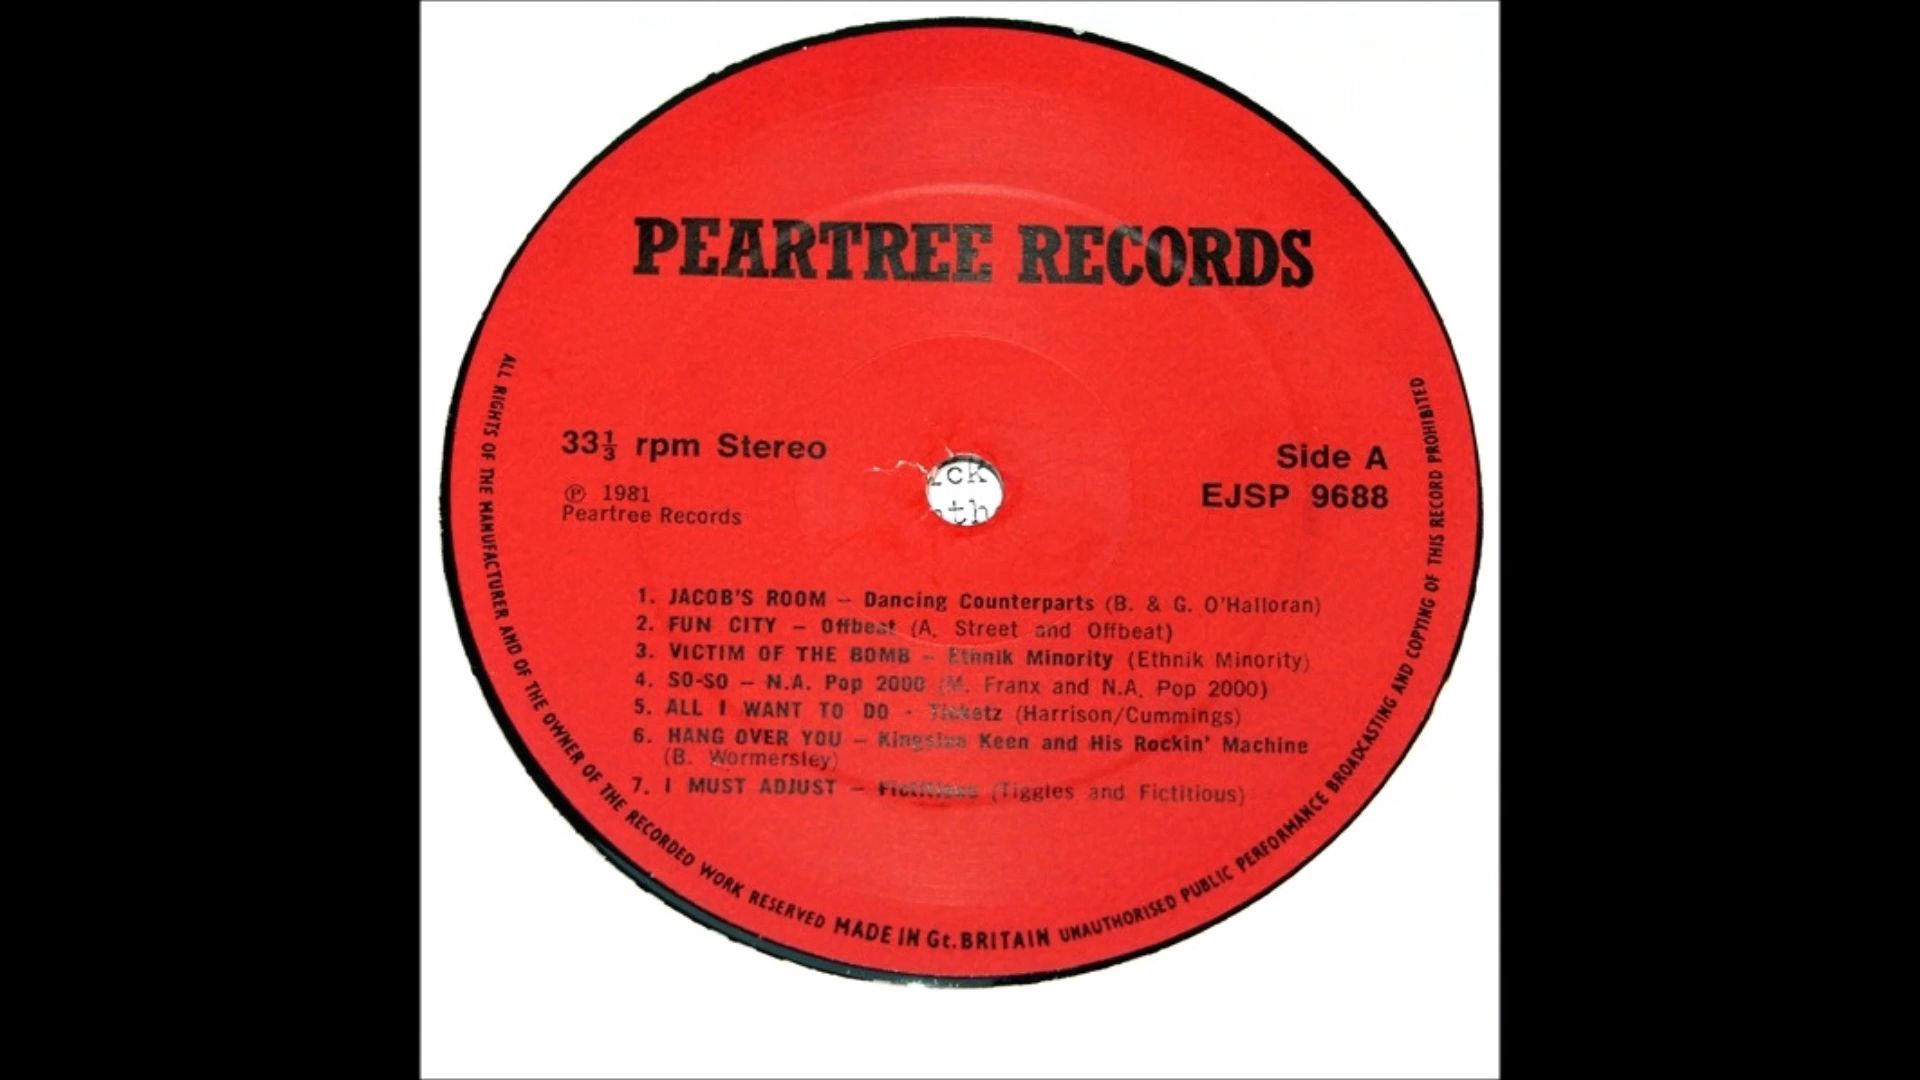 PEARTREE RECORDS
33⅓ rpm Stereo
℗ 1981
Peartree Records
Side A
EJSP 9688
1. JACOB'S ROOM – Dancing Counterparts (B. & G. O'Halloran)
2. FUN CITY – Offbeat (A. Street and Offbeat)
3. VICTIM OF THE BOMB – Ethnik Minority (Ethnik Minority)
4. SO-SO – N.A. Pop 2000 (M. Franx and N.A. Pop 2000)
5. ALL I WANT TO DO - Ticketz (Harrison/Cummings)
6. HANG OVER YOU – Keen and His Rockin' Machine
(B. Wormersley)
7. I MUST ADJUST – Fictitious (Tiggles and Fictitious)
ALL RIGHTS OF THE MANUFACTURER AND OF THE OWNER OF THE RECORDED WORK RESERVED MADE IN Gt. BRITAIN UNAUTHORISED PUBLIC PERFORMANCE BROADCASTING AND COPYING OF THIS RECORD PROHIBITED